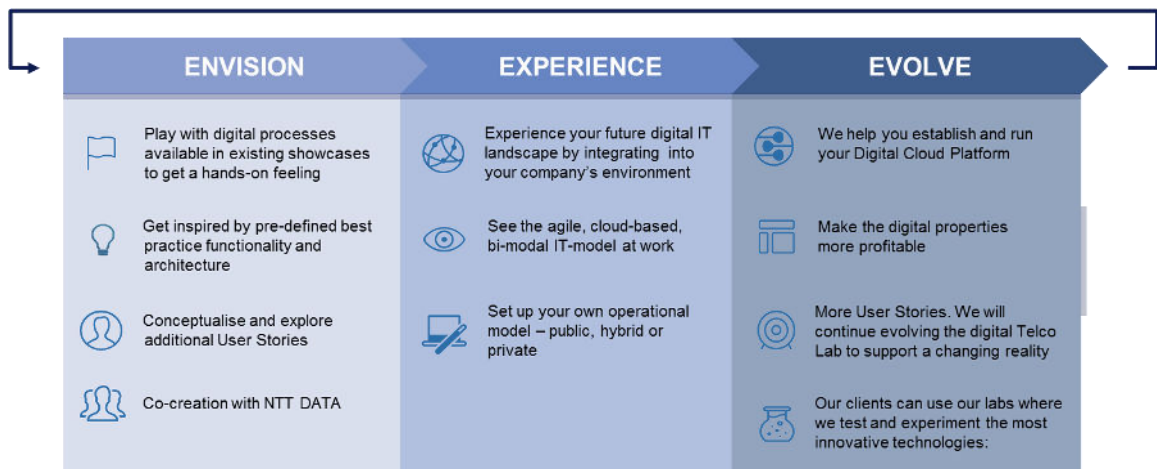 ENVISION
EXPERIENCE
EVOLVE
Play with digital processes
available in existing showcases
to get a hands-on feeling
Get inspired by pre-defined best
practice functionality and
architecture
Conceptualise and explore
additional User Stories
Co-creation with NTT DATA
Experience your future digital IT
landscape by integrating into
your company's environment
See the agile, cloud-based,
bi-modal IT-model at work
Set up your own operational
model – public, hybrid or
private
We help you establish and run
your Digital Cloud Platform
Make the digital properties
more profitable
More User Stories. We will
continue evolving the digital Telco
Lab to support a changing reality
Our clients can use our labs where
we test and experiment the most
innovative technologies: